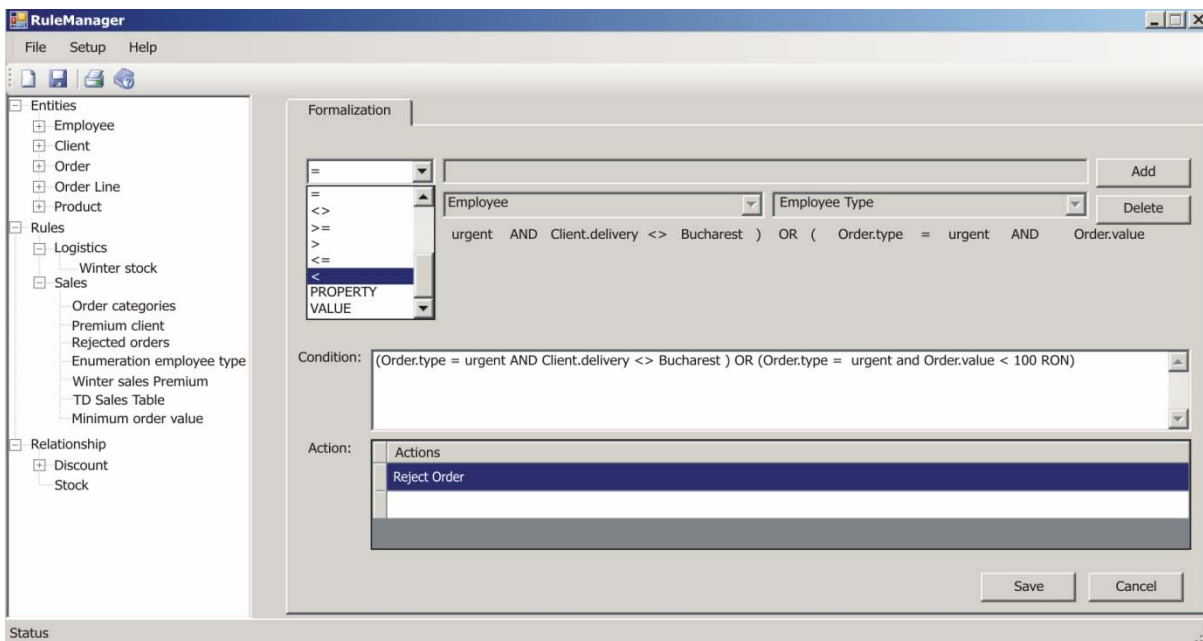 RuleManager
File Setup Help
Entities
Employee
Client
Order
Order Line
Product
Rules
Logistics
Winter stock
Sales
Order categories
Premium client
Rejected orders
Enumeration employee type
Winter sales Premium
TD Sales Table
Minimum order value
Relationship
Discount
Stock
Formalization
= Add
=
<>
>=
>
<=
<
PROPERTY
VALUE
Employee Employee Type Delete
urgent AND Client.delivery <> Bucharest ) OR ( Order.type = urgent AND Order.value
Condition: (Order.type = urgent AND Client.delivery <> Bucharest ) OR (Order.type = urgent and Order.value < 100 RON)
Action: Actions
Reject Order
Save Cancel
Status